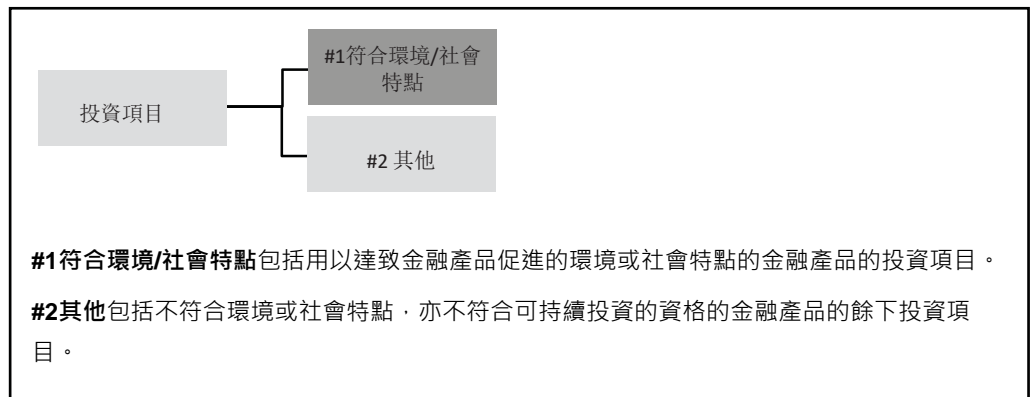 #1符合環境/社會
特點
投資項目
#2 其他
#1符合環境/社會特點包括用以達致金融產品促進的環境或社會特點的金融產品的投資項目。
#2其他包括不符合環境或社會特點，亦不符合可持續投資的資格的金融產品的餘下投資項
目。